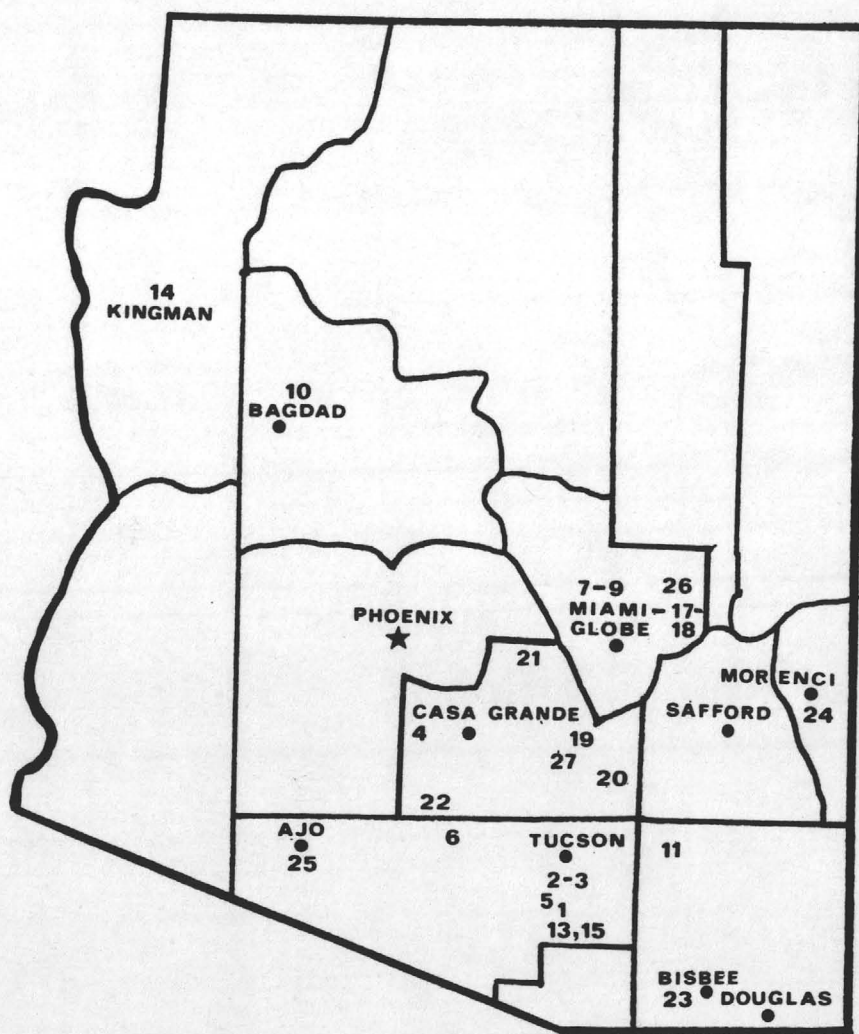 14
KINGMAN
10
BAGDAD
7-9 26
MIAMI-17-
PHOENIX
GLOBE 18
21
MORENCI
CASA GRANDE
SAFFORD
24
4
19
27
20
22
AJO
6
TUCSON
25
11
2-3
5
1
13,15
BISBEE
23
DOUGLAS